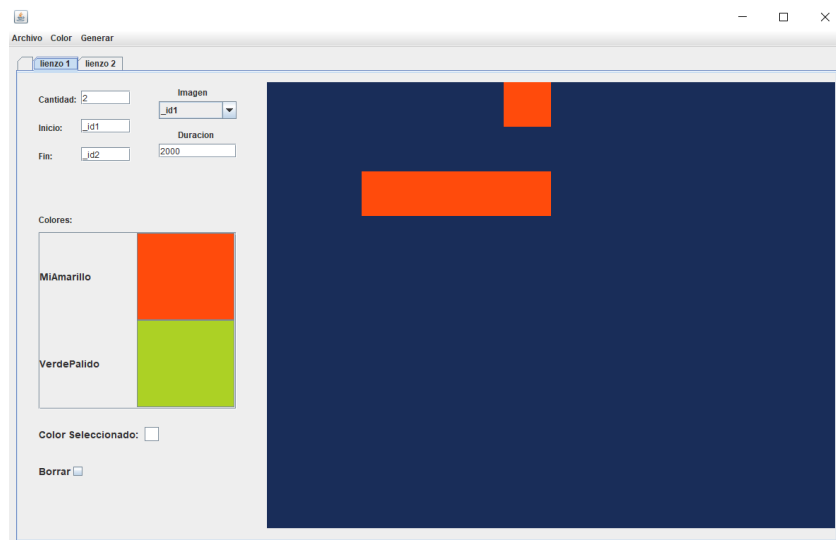 Archivo Color Generar
lienzo 1 lienzo 2
Cantidad: 2
Imagen
_id1
Inicio: _id1
Duracion
Fin: _id2
2000
Colores:
MiAmarillo
VerdePalido
Color Seleccionado:
Borrar